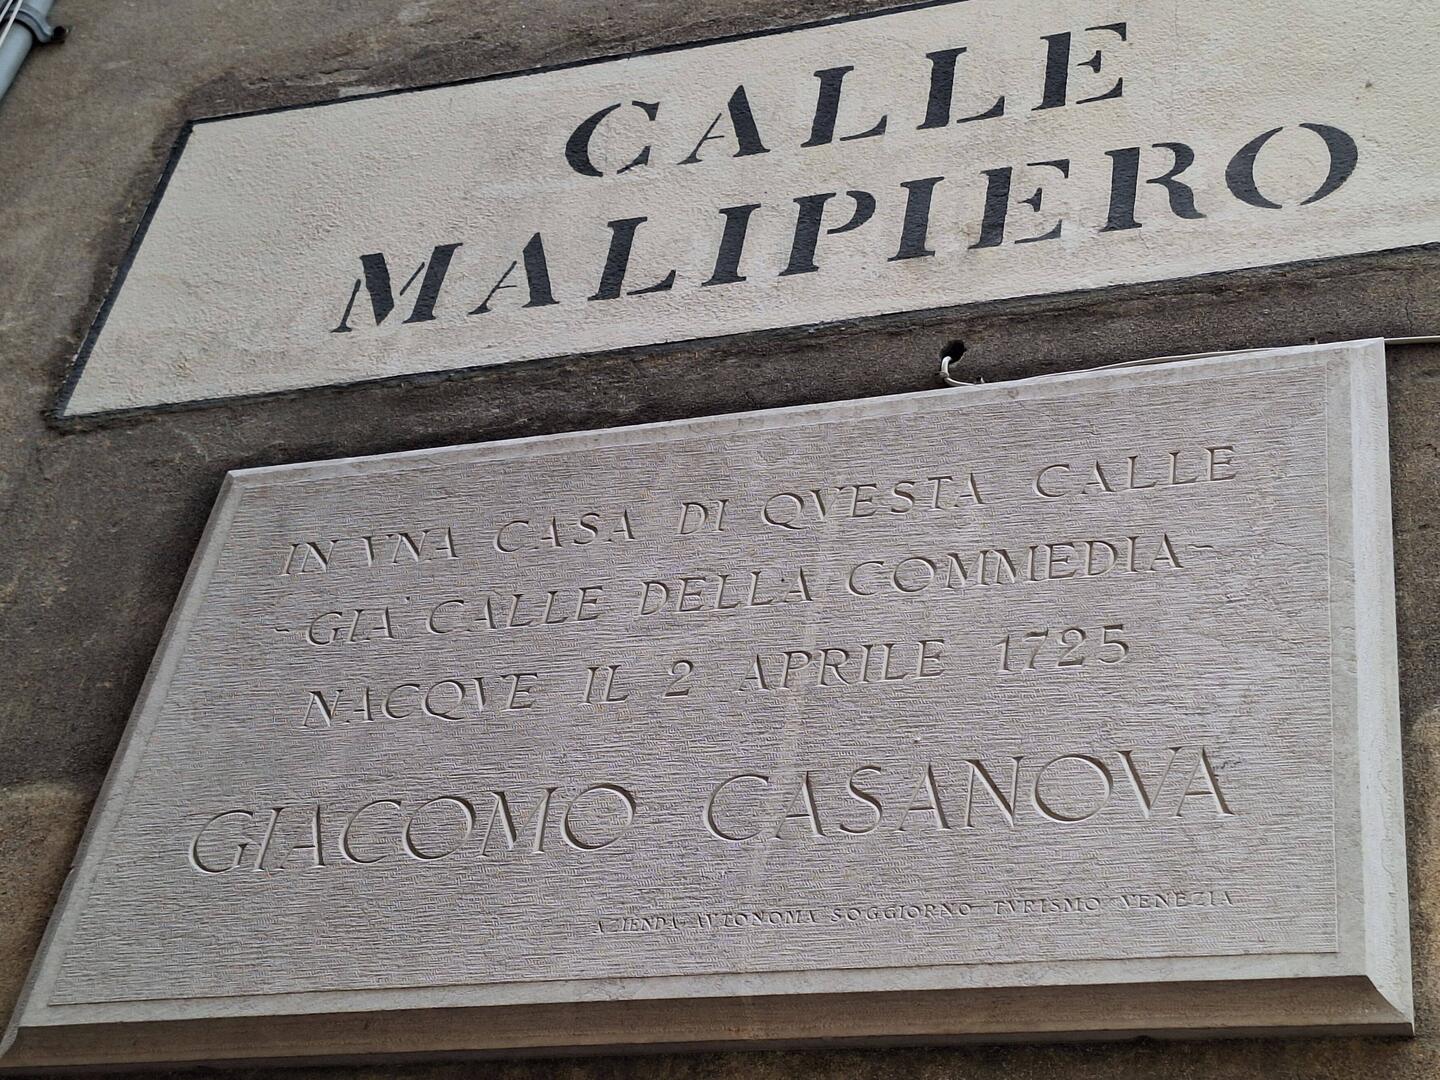 CALLE
MALIPIERO
IN VNA CASA DI QVESTA CALLE
-GIA' CALLE DELLA COMMEDIA-
NACQVE IL 2 APRILE 1725
GIACOMO CASANOVA
AZIENDA AVTONOMA SOGGIORNO TVRISMO VENEZIA